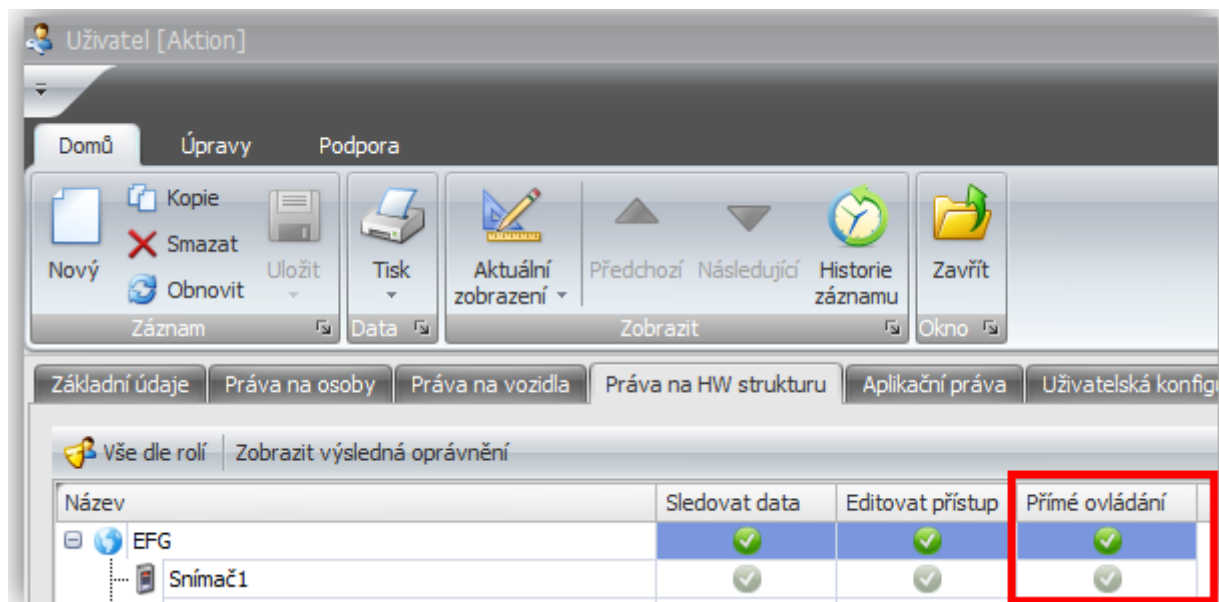 Uživatel [Aktion]
Domů Úpravy Podpora
Nový
Kopie
Smazat
Obnovit
Uložit
Záznam
Tisk
Data
Aktuální
zobrazení
Předchozí
Následující
Historie
záznamu
Zobrazit
Zavřít
Okno
Základní údaje Práva na osoby Práva na vozidla Práva na HW strukturu Aplikační práva Uživatelská
Vše dle rolí Zobrazit výsledná oprávnění
Název Sledovat data Editovat přístup Přímé ovládání
EFG
Snímač1